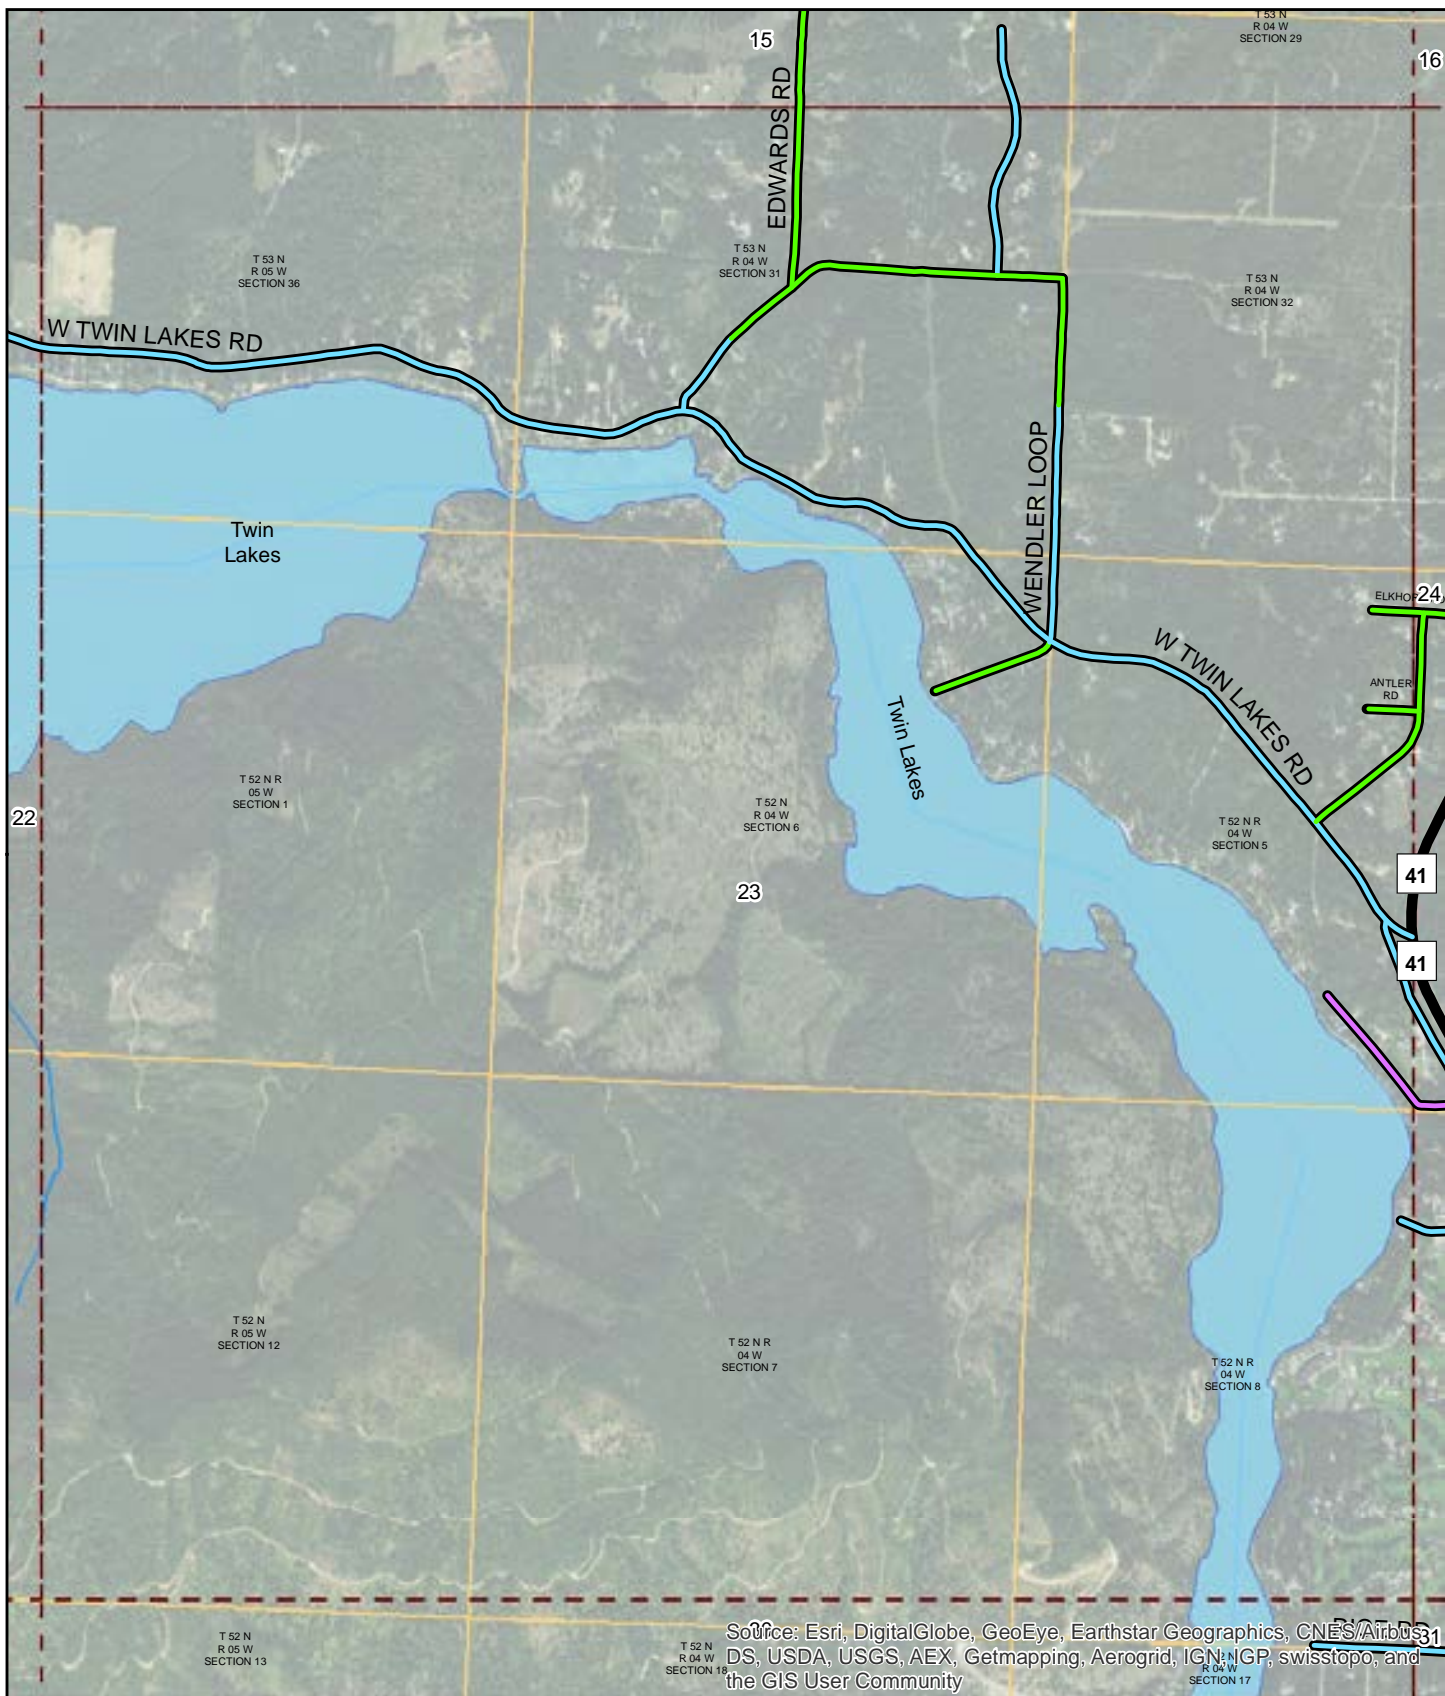 T 53 N
R 04 W
SECTION 29
15
16
EDWARDS RD
T 53 N
R 05 W
SECTION 36
T 53 N
R 04 W
SECTION 31
T 53 N
R 04 W
SECTION 32
W TWIN LAKES RD
WENDLER LOOP
Twin
Lakes
24
W TWIN LAKES RD
ANTLER
RD
Twin Lakes
T 52 N R
05 W
SECTION 1
T 52 N
R 04 W
SECTION 6
T 52 N R
04 W
SECTION 5
22
23
41
41
T 52 N
R 05 W
SECTION 12
T 52 N R
04 W
SECTION 7
T 52 N R
04 W
SECTION 8
T 52 N
R 05 W
SECTION 13
T 52 N
R 04 W
SECTION 18
R 04 W
SECTION 17
31
Source: Esri, DigitalGlobe, GeoEye, Earthstar Geographics, CNES/Airbus
DS, USDA, USGS, AEX, Getmapping, Aerogrid, IGN, IGP, swisstopo, and
the GIS User Community